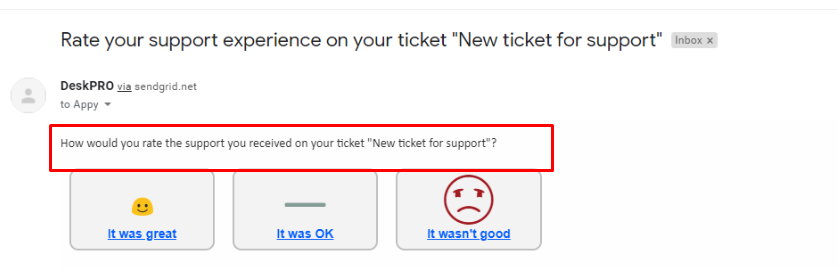 Rate your support experience on your ticket "New ticket for support" Inbox ×
DeskPRO via sendgrid.net
to Appy
How would you rate the support you received on your ticket "New ticket for support"?
It was great It was OK It wasn't good